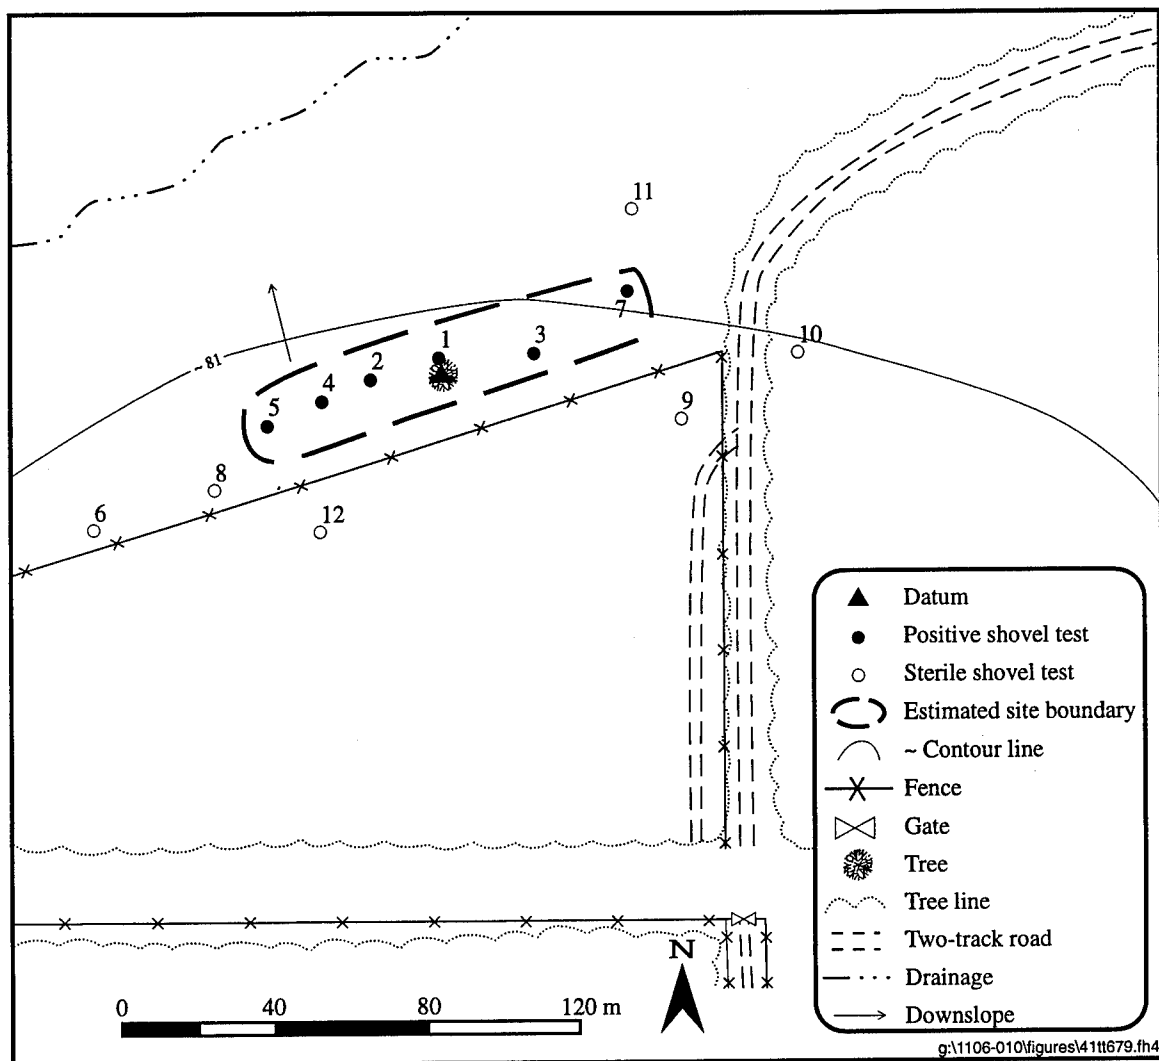 11
7
~ 81
1
3
10
2
4
5
9
8
6
12
Datum
Positive shovel test
Sterile shovel test
Estimated site boundary
~ Contour line
Fence
Gate
Tree
Tree line
Two-track road
Drainage
Downslope
N
0 40 80 120 m
g:\1106-010\figures\41tt679.fh4